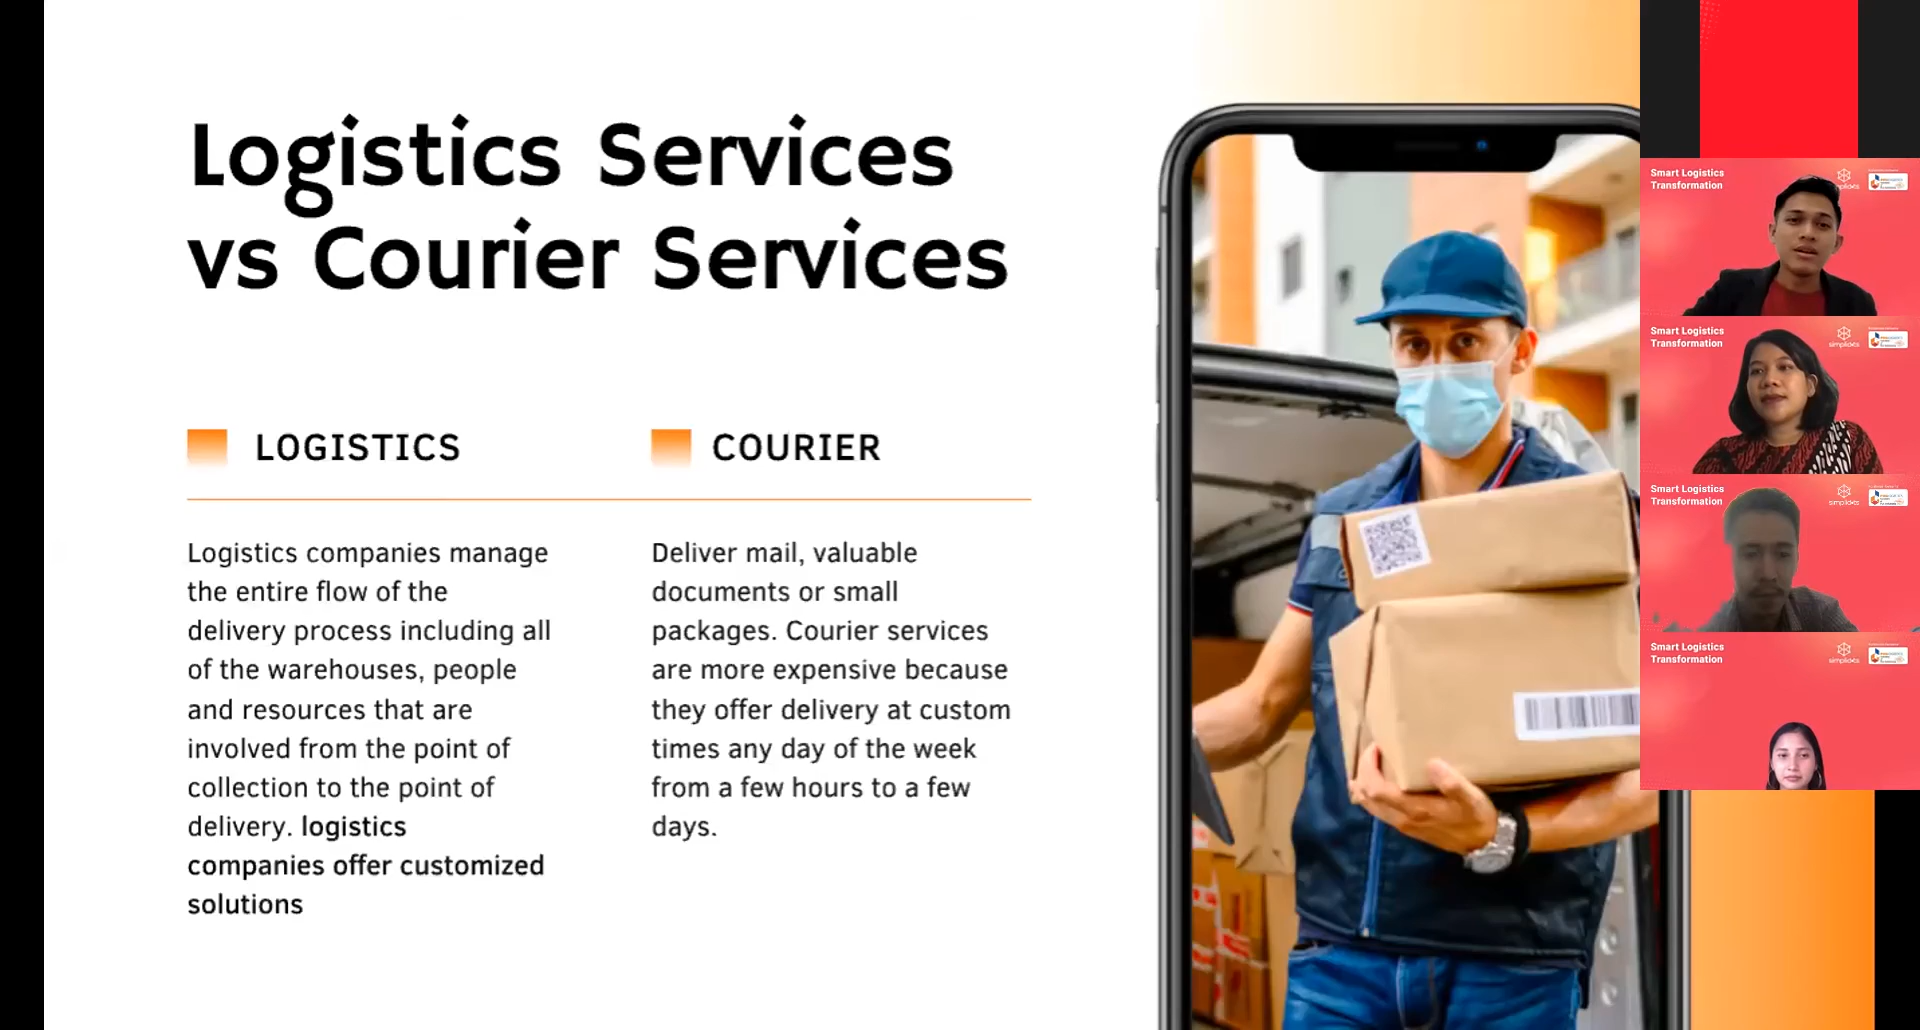 Logistics Services
vs Courier Services
LOGISTICS
Logistics companies manage
the entire flow of the
delivery process including all
of the warehouses, people
and resources that are
involved from the point of
collection to the point of
delivery. logistics
companies offer customized
solutions
COURIER
Deliver mail, valuable
documents or small
packages. Courier services
are more expensive because
they offer delivery at custom
times any day of the week
from a few hours to a few
days.
Smart Logistics
Transformation
Smart Logistics
Transformation
simpliDOTS
Smart Logistics
Transformation
simpliDOTS
Smart Logistics
Transformation
simpliDOTS